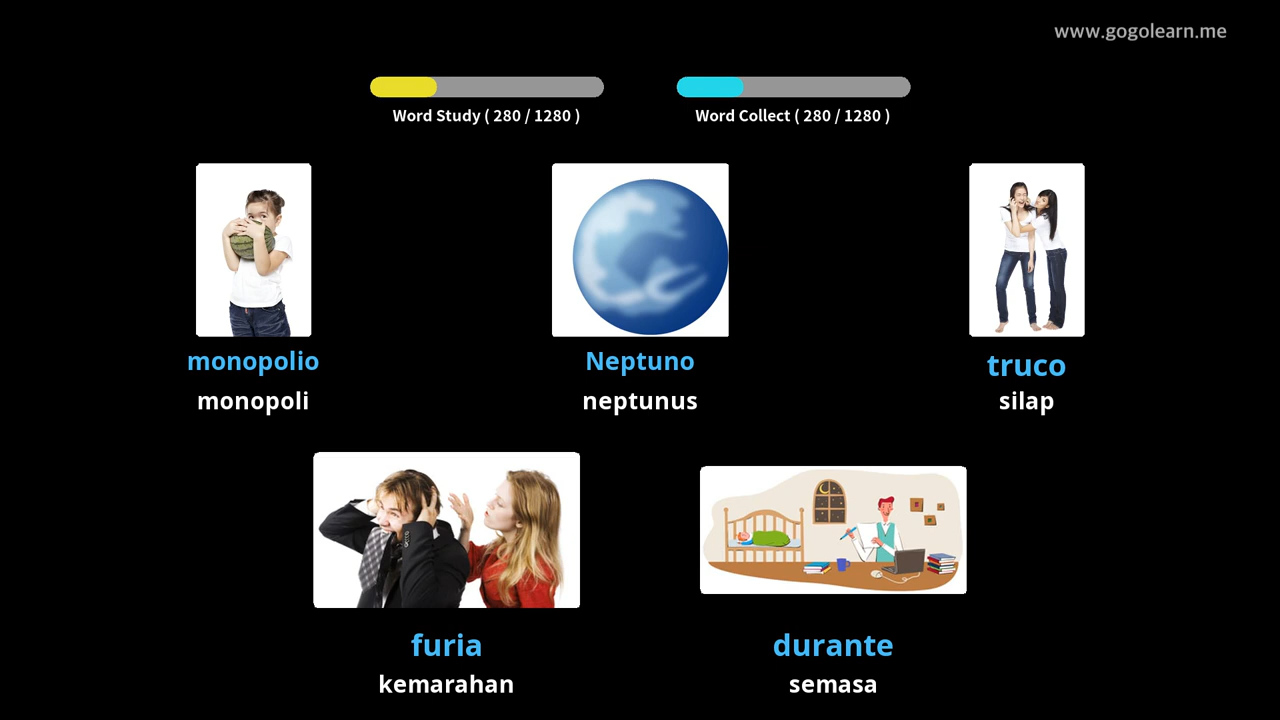 www.gogolearn.me
Word Study ( 280 / 1280 )
Word Collect ( 280 / 1280 )
monopolio
monopoli
Neptuno
neptunus
truco
silap
furia
kemarahan
durante
semasa